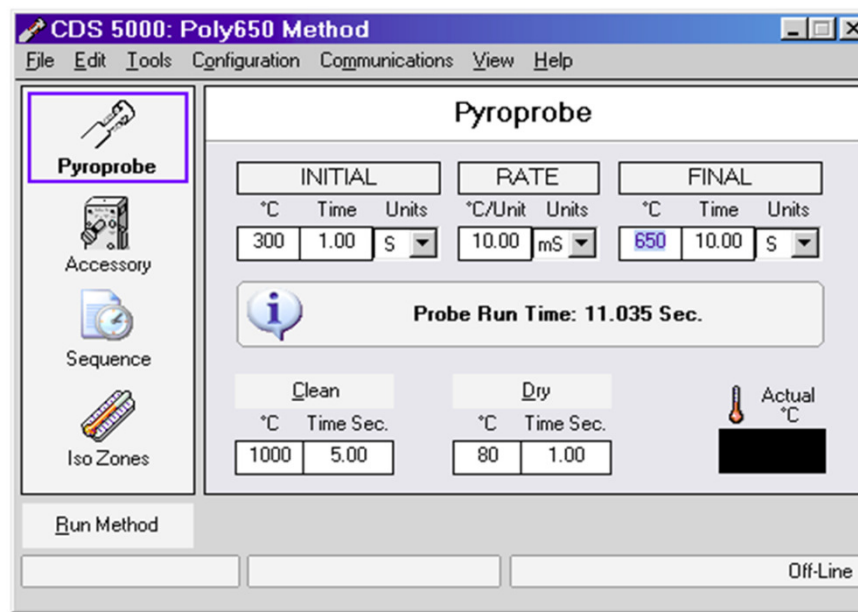 CDS 5000: Poly650 Method
File Edit Tools Configuration Communications View Help
Pyroprobe
Accessory
Sequence
Iso Zones
Run Method
Pyroprobe
INITIAL RATE FINAL
°C Time Units °C/Unit Units °C Time Units
300 1.00 S 10.00 mS 650 10.00 S
Probe Run Time: 11.035 Sec.
Clean Dry
Actual
°C
°C Time Sec. °C Time Sec.
1000 5.00 80 1.00
Off-Line